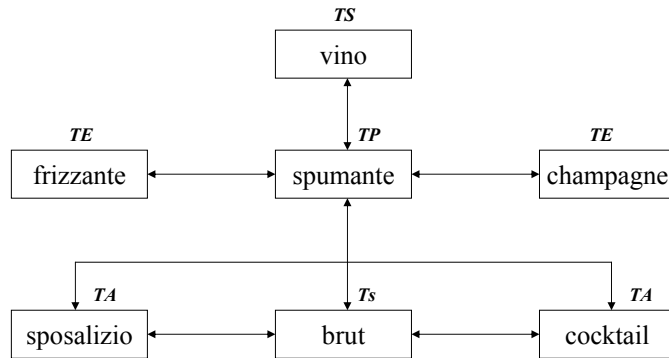 TS
vino
TE TP TE
frizzante spumante champagne
TA Ts TA
sposalizio brut cocktail